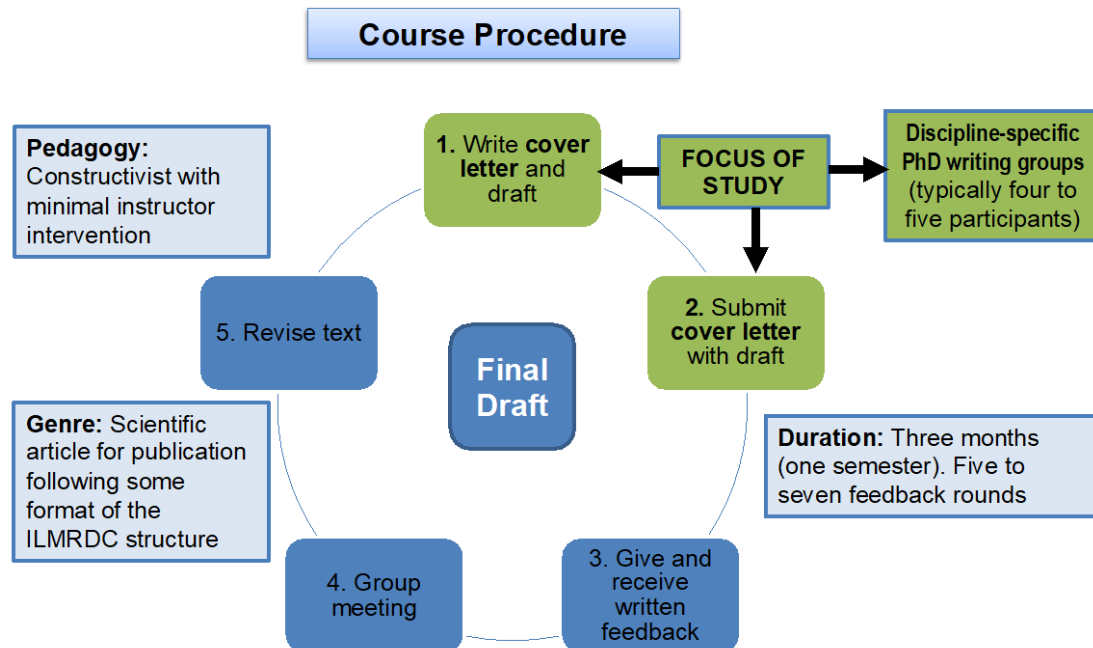 Course Procedure
Pedagogy:
Constructivist with
minimal instructor
intervention
1. Write cover
letter and
draft
FOCUS OF
STUDY
Discipline-specific
PhD writing groups
(typically four to
five participants)
2. Submit
cover letter
with draft
5. Revise text
Final
Draft
Genre: Scientific
article for publication
following some
format of the
ILMRDC structure
Duration: Three months
(one semester). Five to
seven feedback rounds
4. Group
meeting
3. Give and
receive
written
feedback